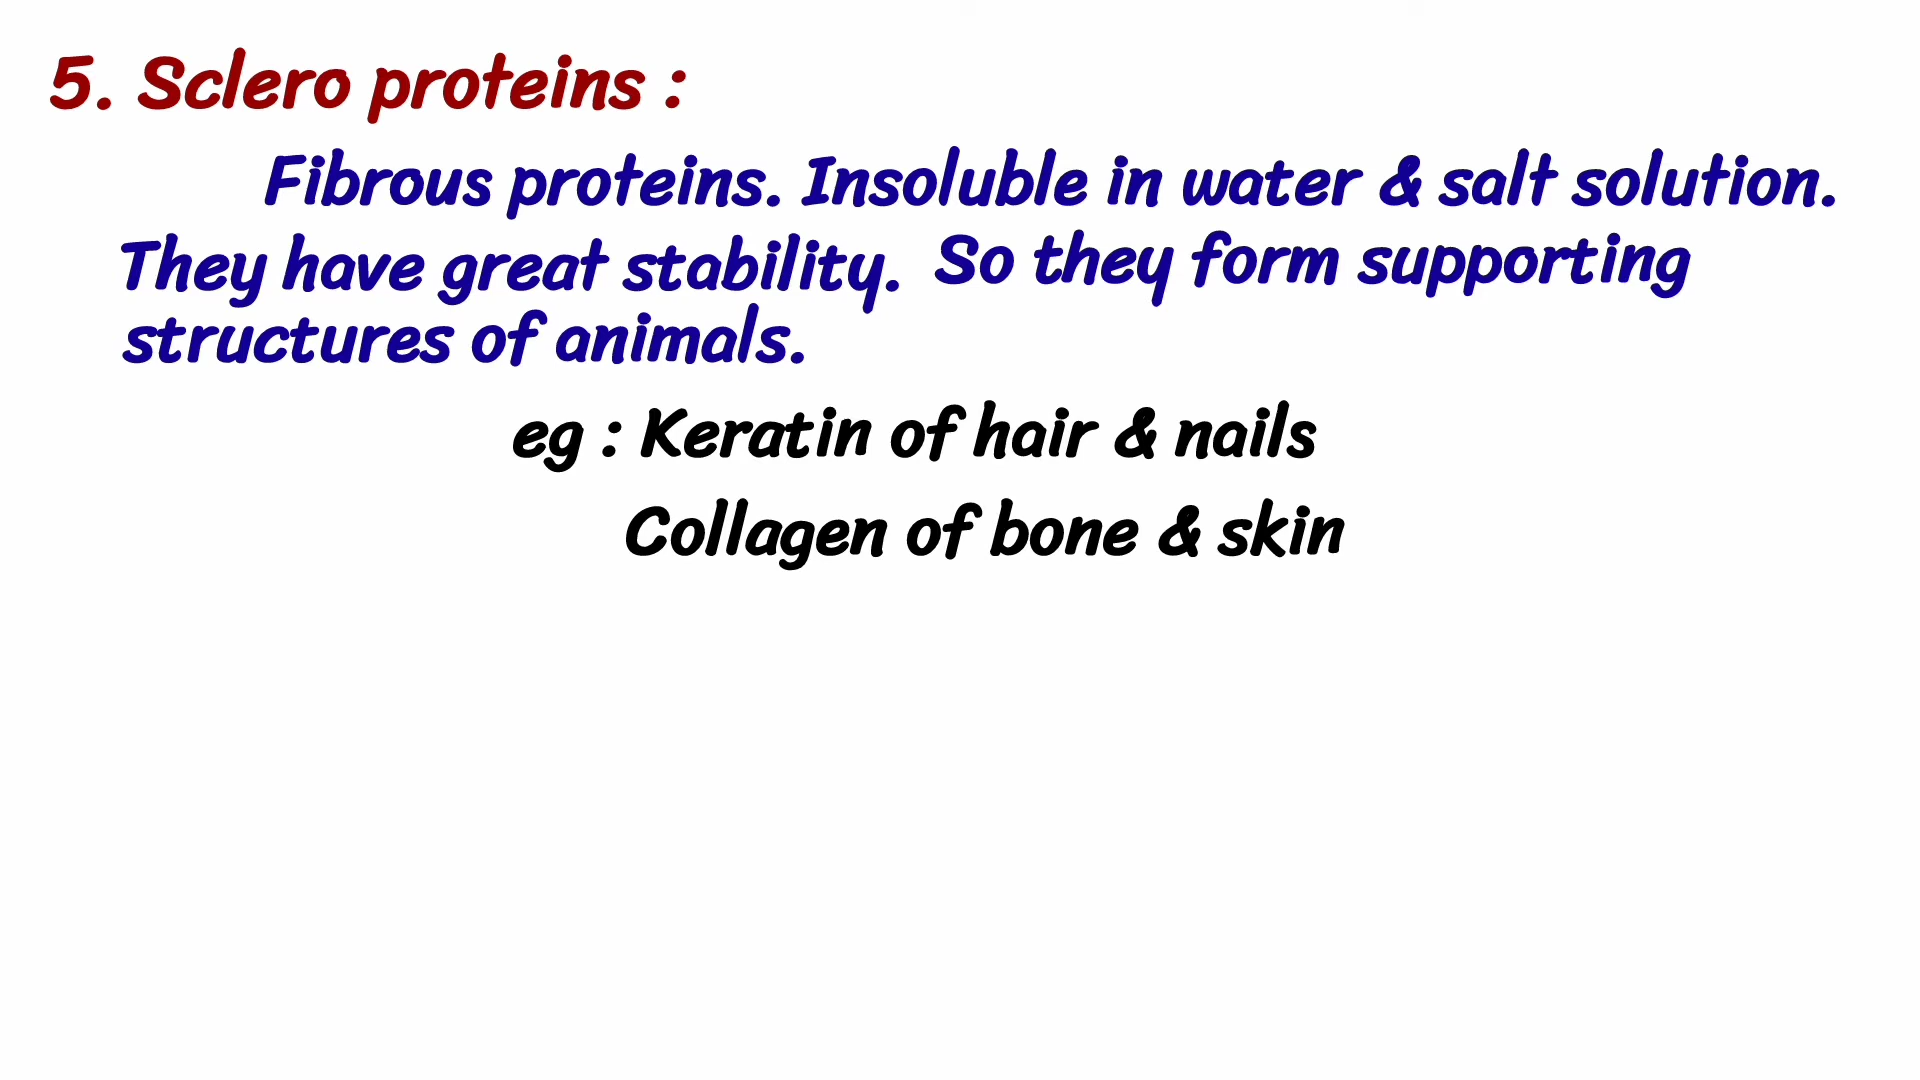 5. Sclero proteins :
Fibrous proteins. Insoluble in water & salt solution.
They have great stability. So they form supporting
structures of animals.
eg : Keratin of hair & nails
Collagen of bone & skin